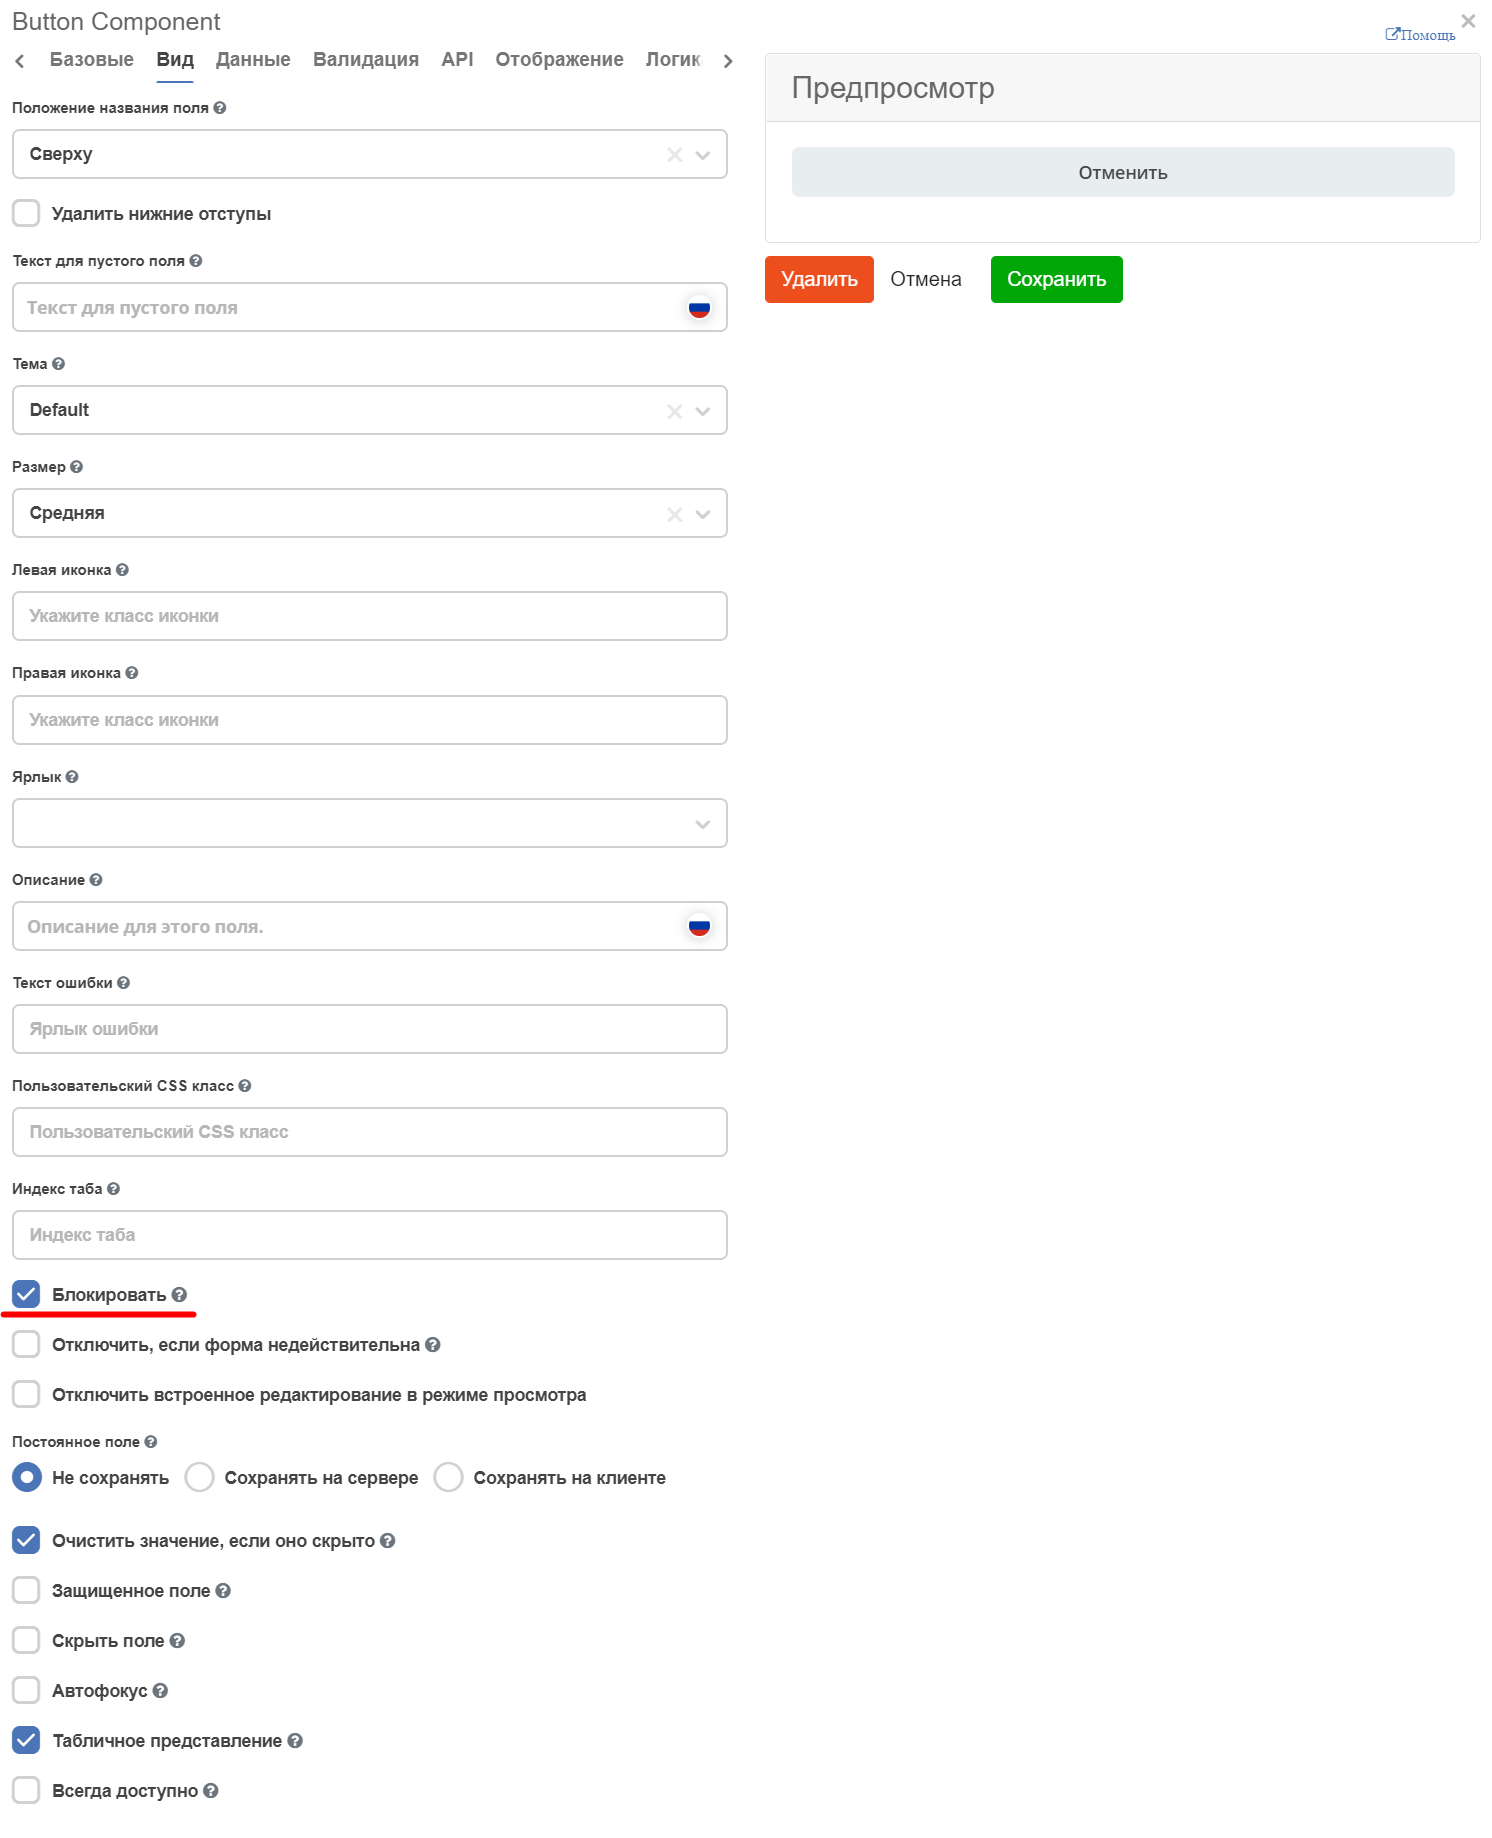 Button Component
Помощь
Базовые Вид Данные Валидация API Отображение Логик
Положение названия поля
Сверху
Удалить нижние отступы
Текст для пустого поля
Текст для пустого поля
Тема
Default
Размер
Средняя
Левая иконка
Укажите класс иконки
Правая иконка
Укажите класс иконки
Ярлык
Описание
Описание для этого поля.
Текст ошибки
Ярлык ошибки
Пользовательский CSS класс
Пользовательский CSS класс
Индекс таба
Индекс таба
Блокировать
Отключить, если форма недействительна
Отключить встроенное редактирование в режиме просмотра
Постоянное поле
Не сохранять Сохранять на сервере Сохранять на клиенте
Очистить значение, если оно скрыто
Защищенное поле
Скрыть поле
Автофокус
Табличное представление
Всегда доступно
Предпросмотр
Отменить
Удалить Отмена Сохранить